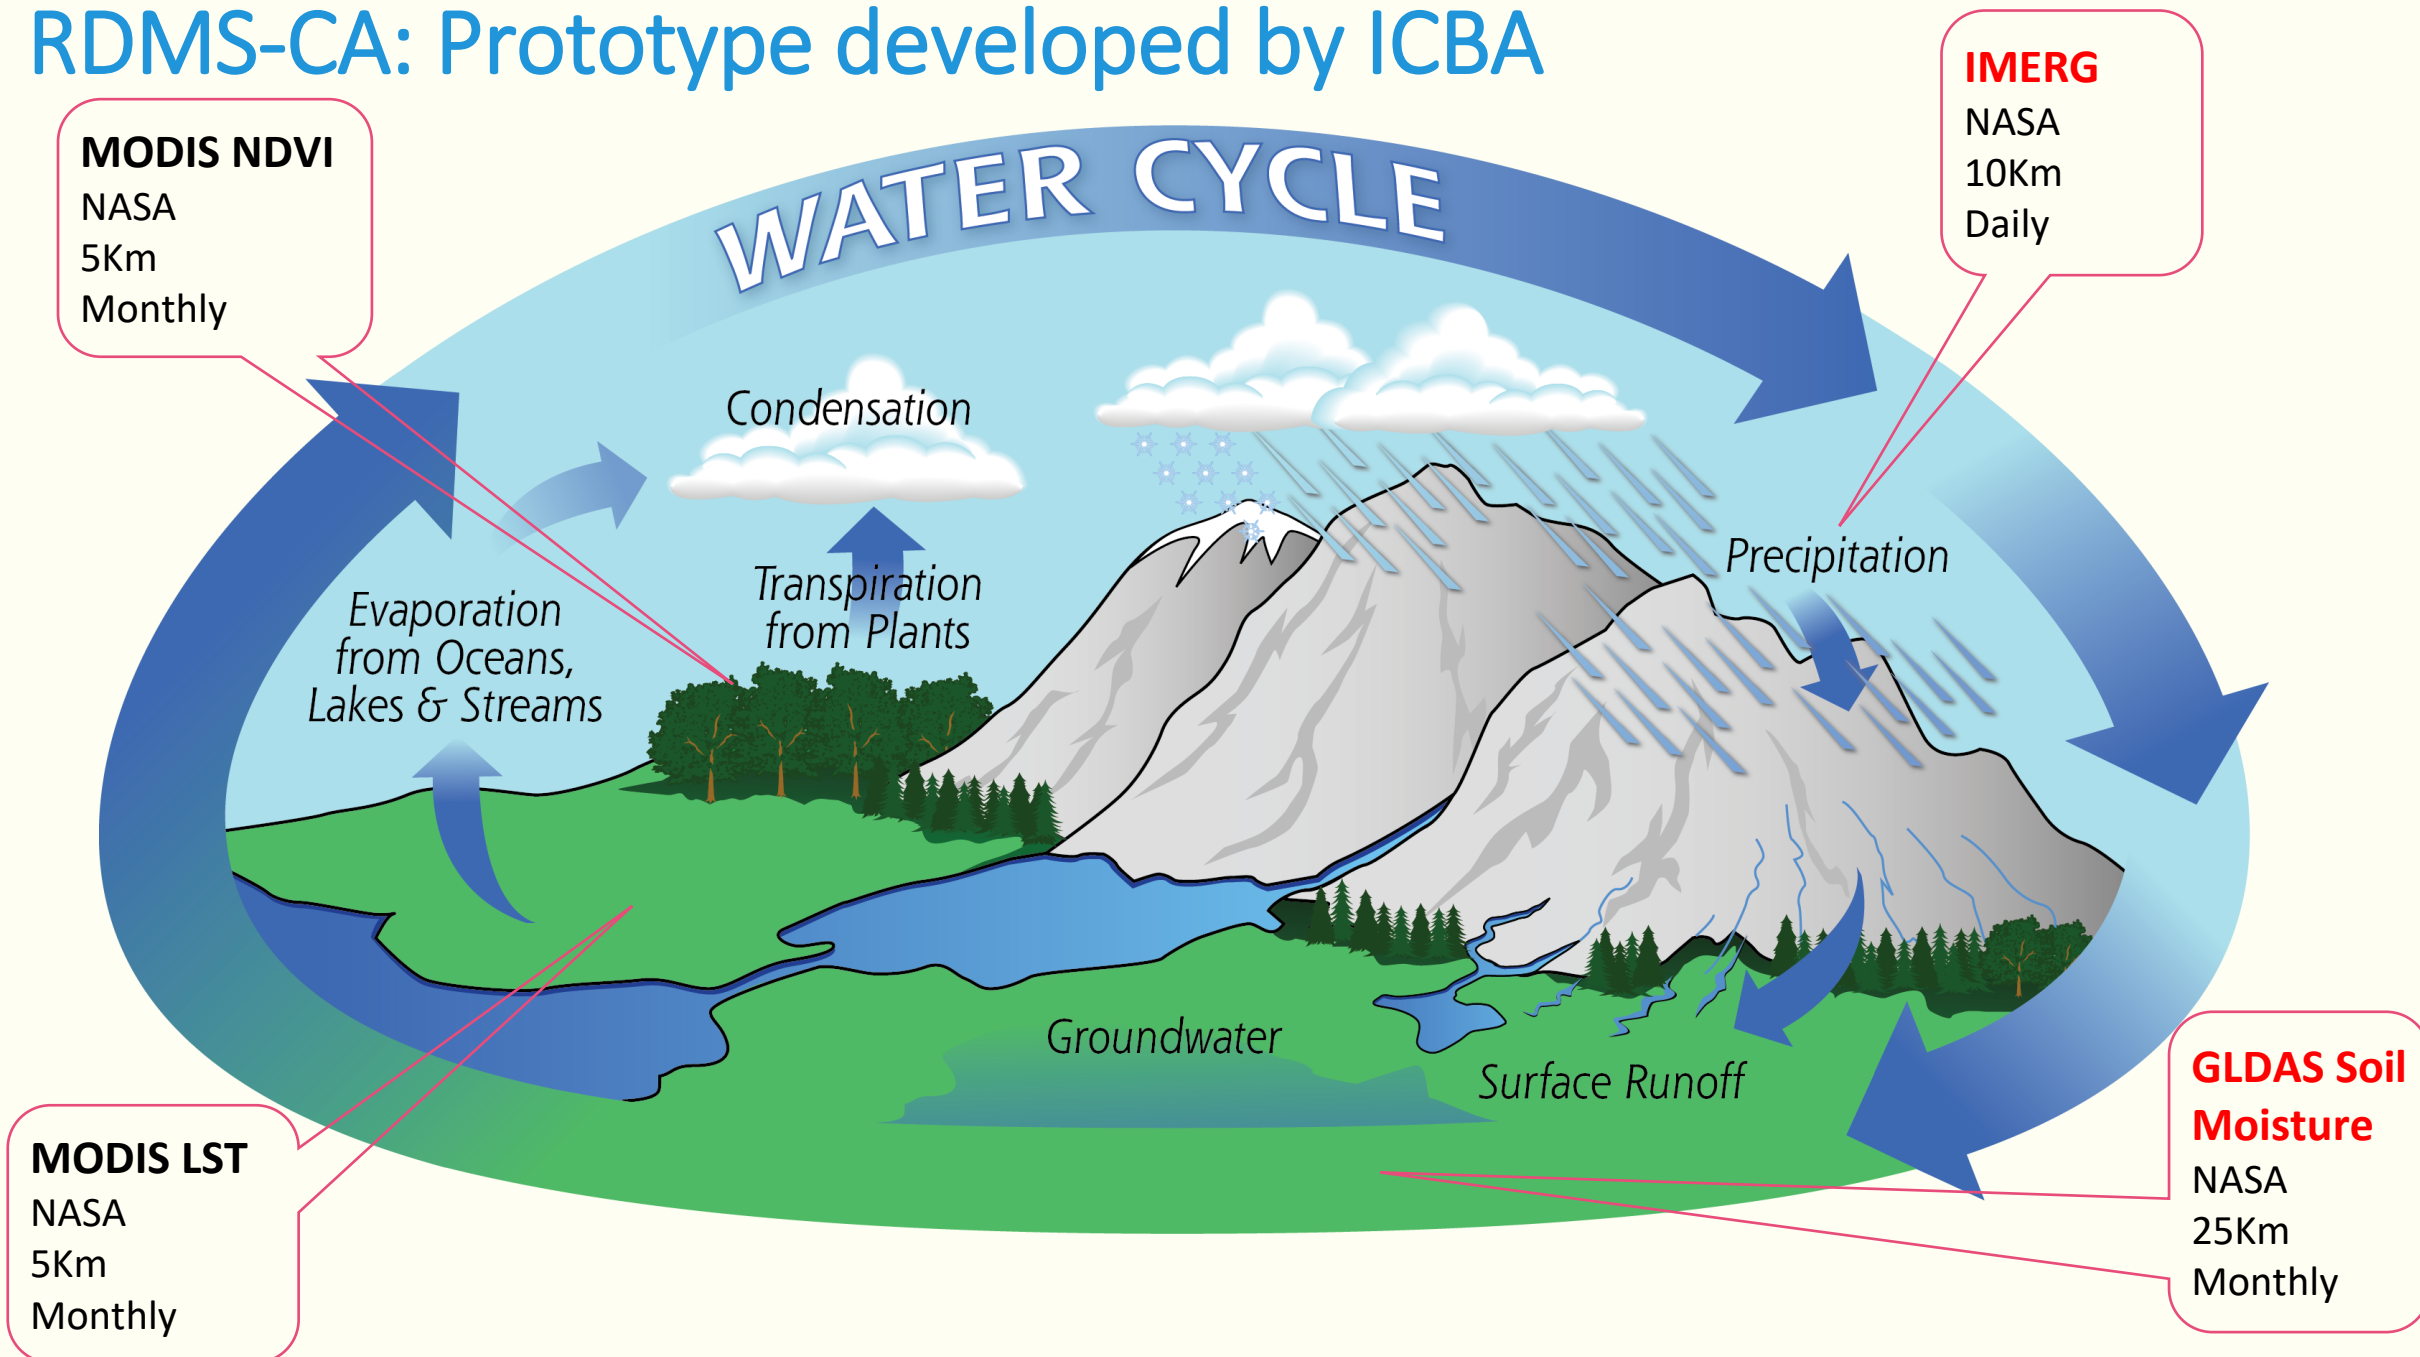 RDMS-CA: Prototype developed by ICBA
IMERG
NASA
10Km
Daily
MODIS NDVI
NASA
5Km
Monthly
WATER CYCLE
Condensation
Precipitation
Transpiration
from Plants
Evaporation
from Oceans,
Lakes & Streams
Groundwater
Surface Runoff
MODIS LST
NASA
5Km
Monthly
GLDAS Soil
Moisture
NASA
25Km
Monthly